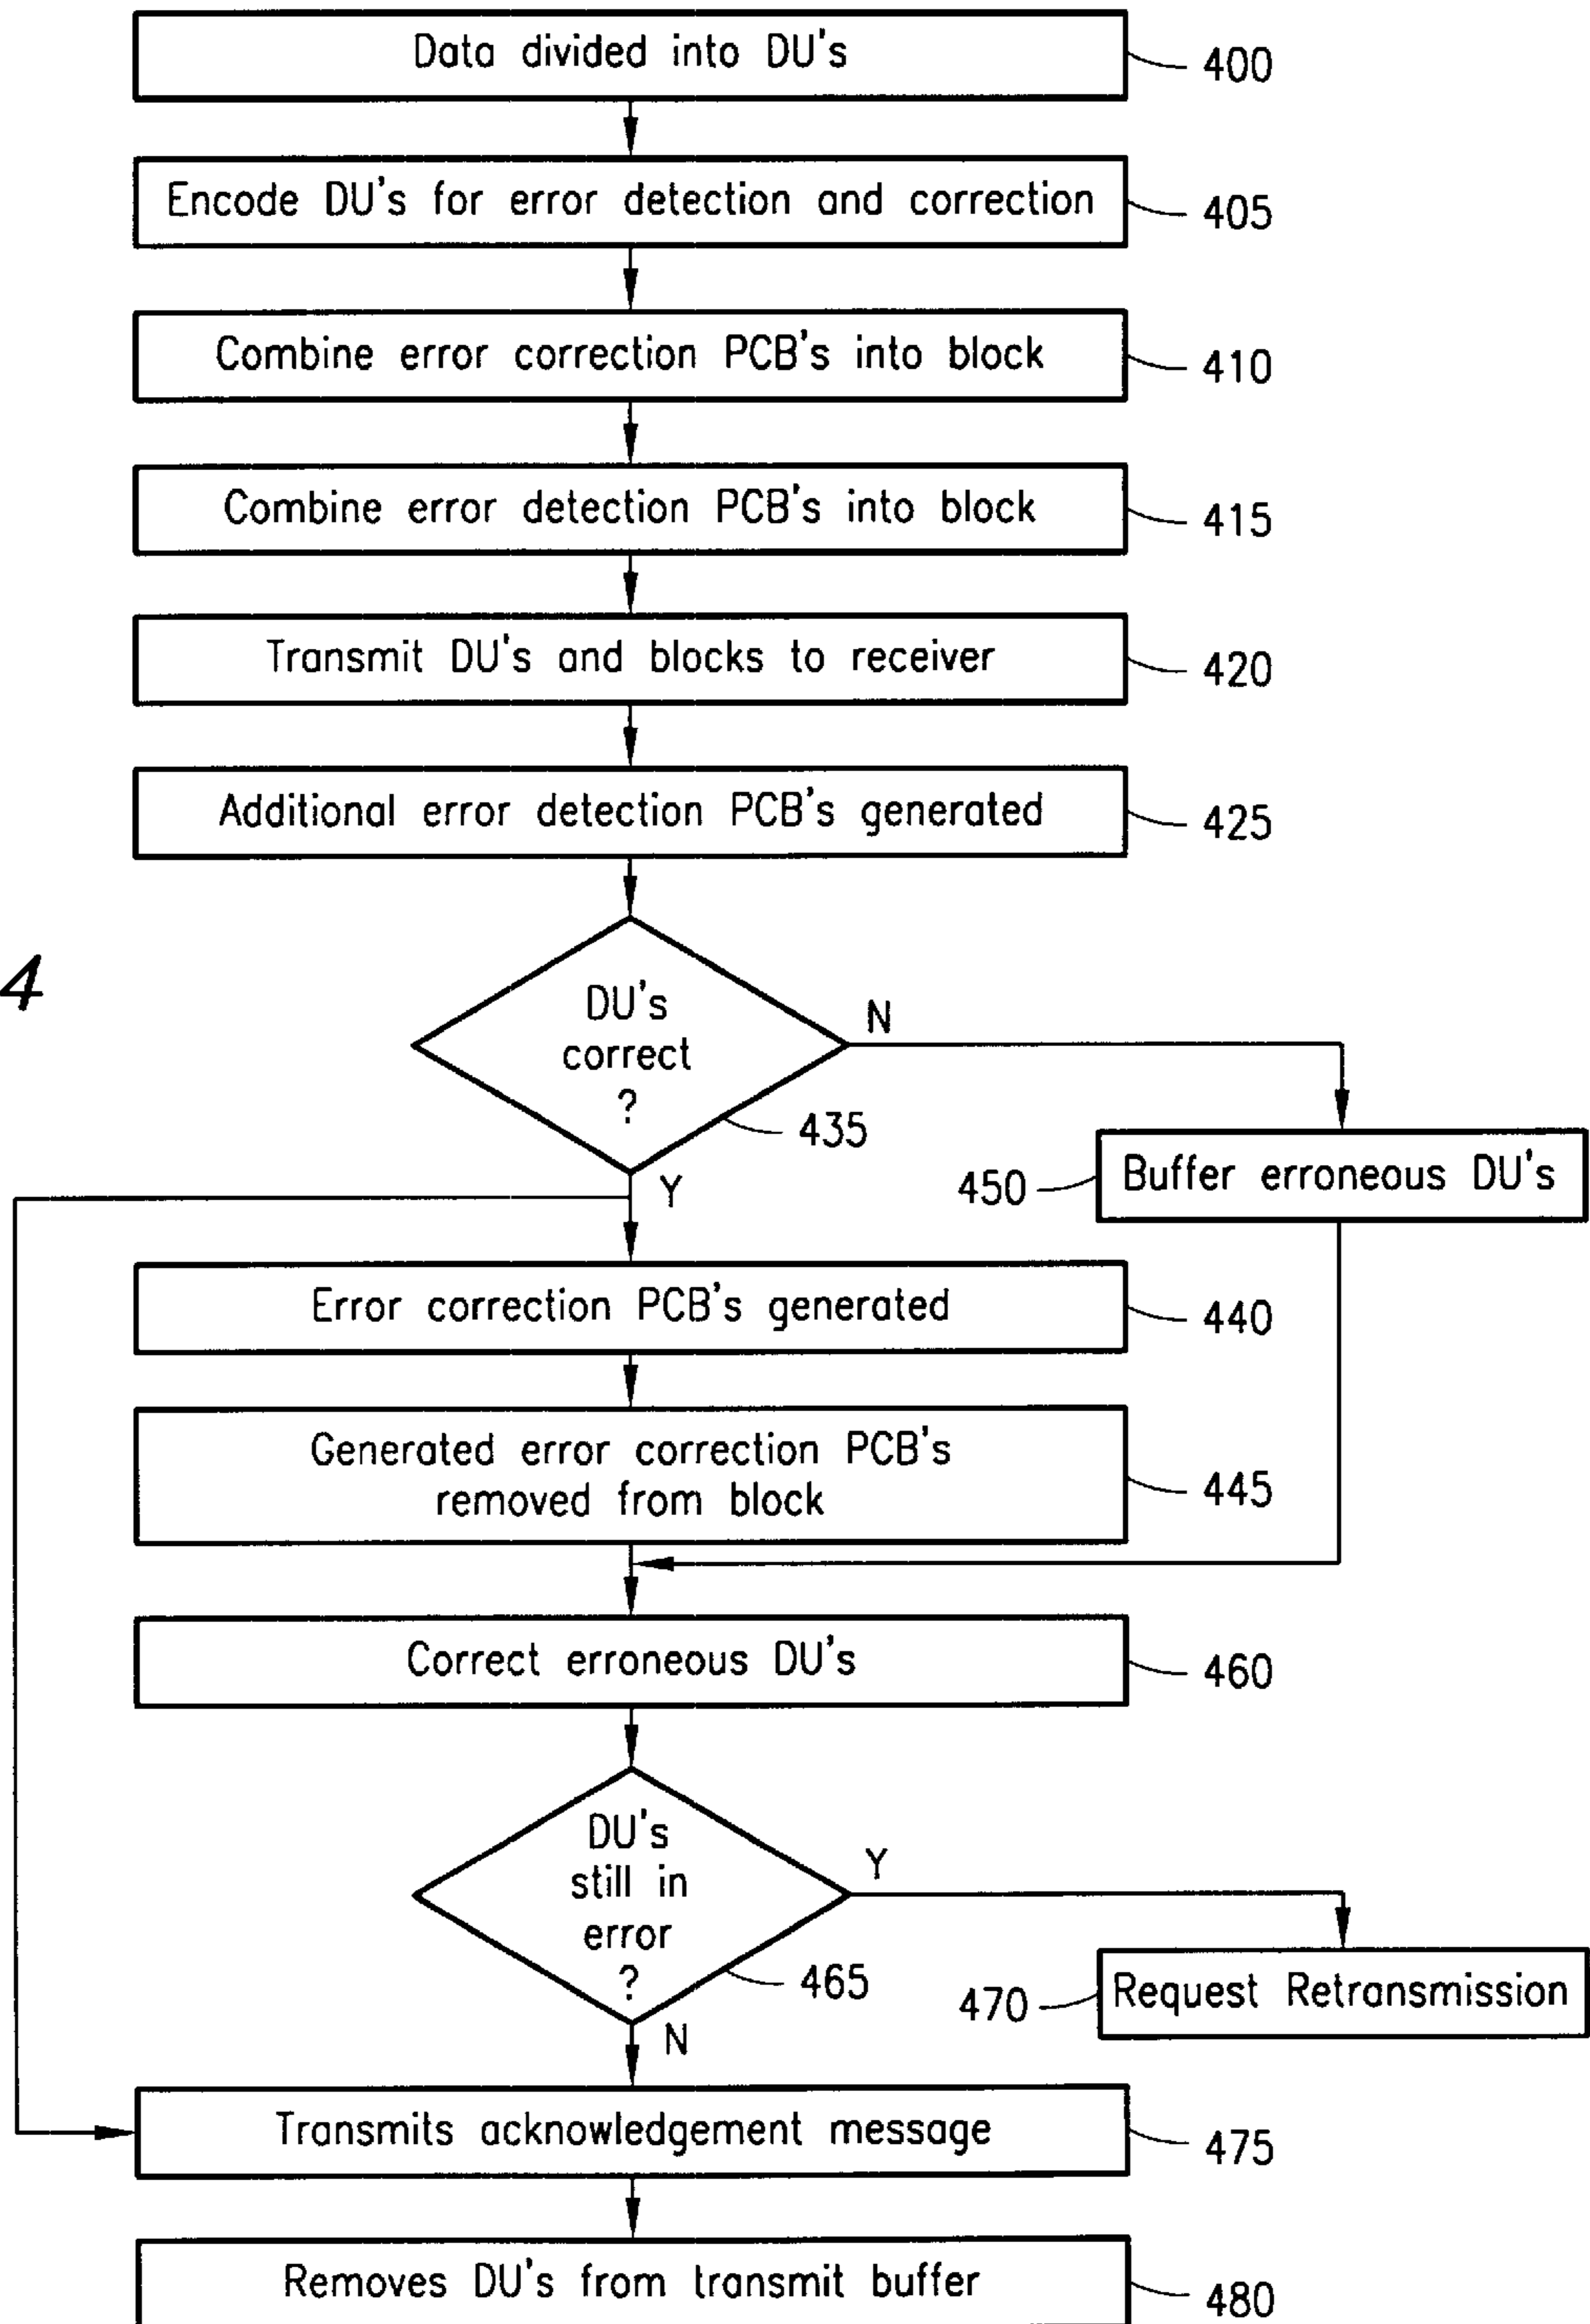 Data divided into DU's
400
Encode DU's for error detection and correction
405
Combine error correction PCB's into block
410
Combine error detection PCB's into block
415
Transmit DU's and blocks to receiver
420
Additional error detection PCB's generated
425
4
DU's
correct
?
N
435
Y
450
Buffer erroneous DU's
Error correction PCB's generated
440
Generated error correction PCB's
removed from block
445
Correct erroneous DU's
460
DU's
still in
error
?
Y
465
N
470
Request Retransmission
Transmits acknowledgement message
475
Removes DU's from transmit buffer
480